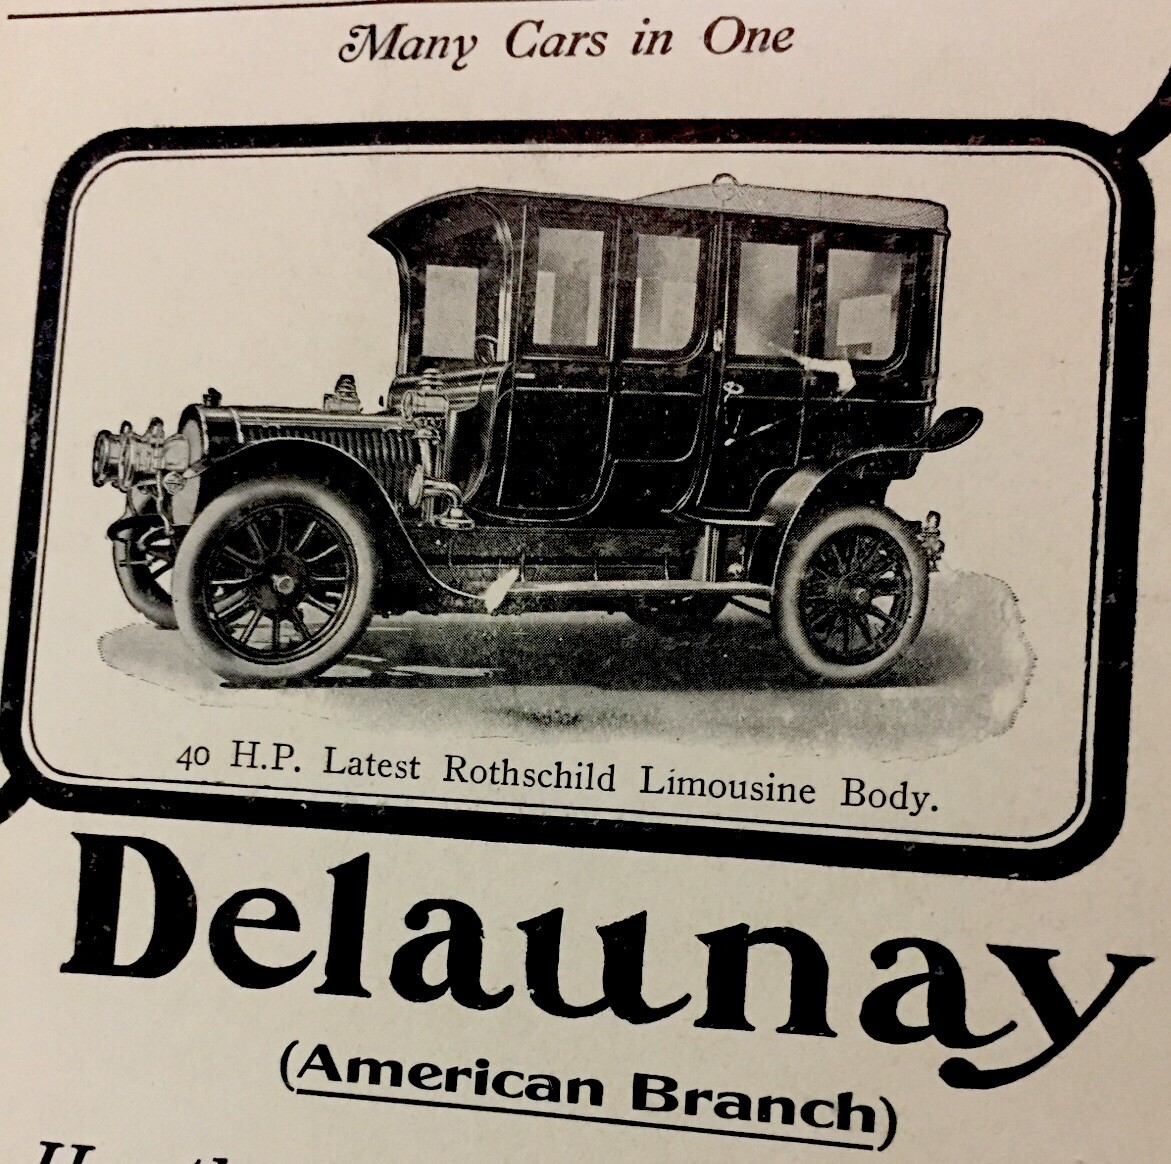 Many Cars in One
40 H.P. Latest Rothschild Limousine Body.
Delaunay
(American Branch)